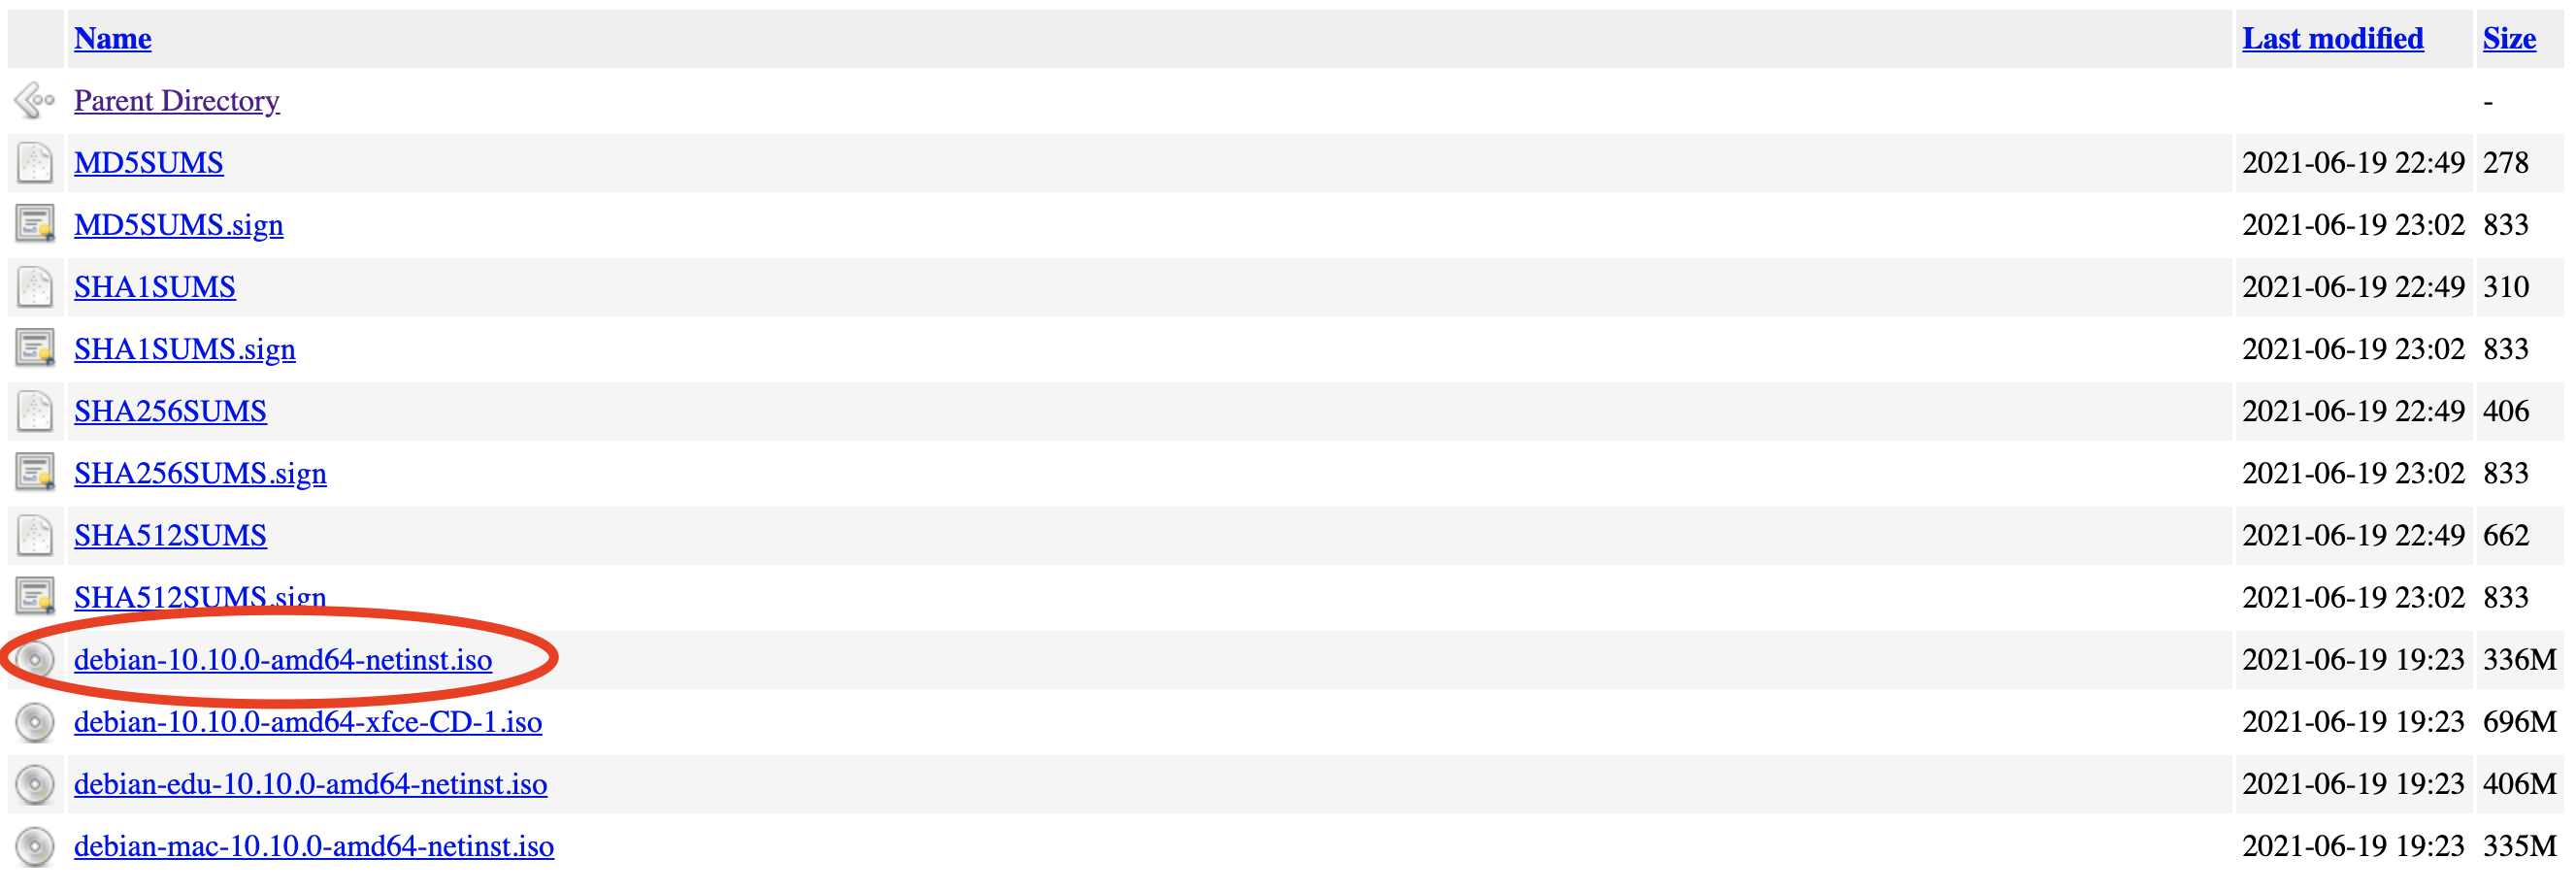 Name Last modified Size
Parent Directory -
MD5SUMS 2021-06-19 22:49 278
MD5SUMS.sign 2021-06-19 23:02 833
SHA1SUMS 2021-06-19 22:49 310
SHA1SUMS.sign 2021-06-19 23:02 833
SHA256SUMS 2021-06-19 22:49 406
SHA256SUMS.sign 2021-06-19 23:02 833
SHA512SUMS 2021-06-19 22:49 662
SHA512SUMS.sign 2021-06-19 23:02 833
debian-10.10.0-amd64-netinst.iso 2021-06-19 19:23 336M
debian-10.10.0-amd64-xfce-CD-1.iso 2021-06-19 19:23 696M
debian-edu-10.10.0-amd64-netinst.iso 2021-06-19 19:23 406M
debian-mac-10.10.0-amd64-netinst.iso 2021-06-19 19:23 335M